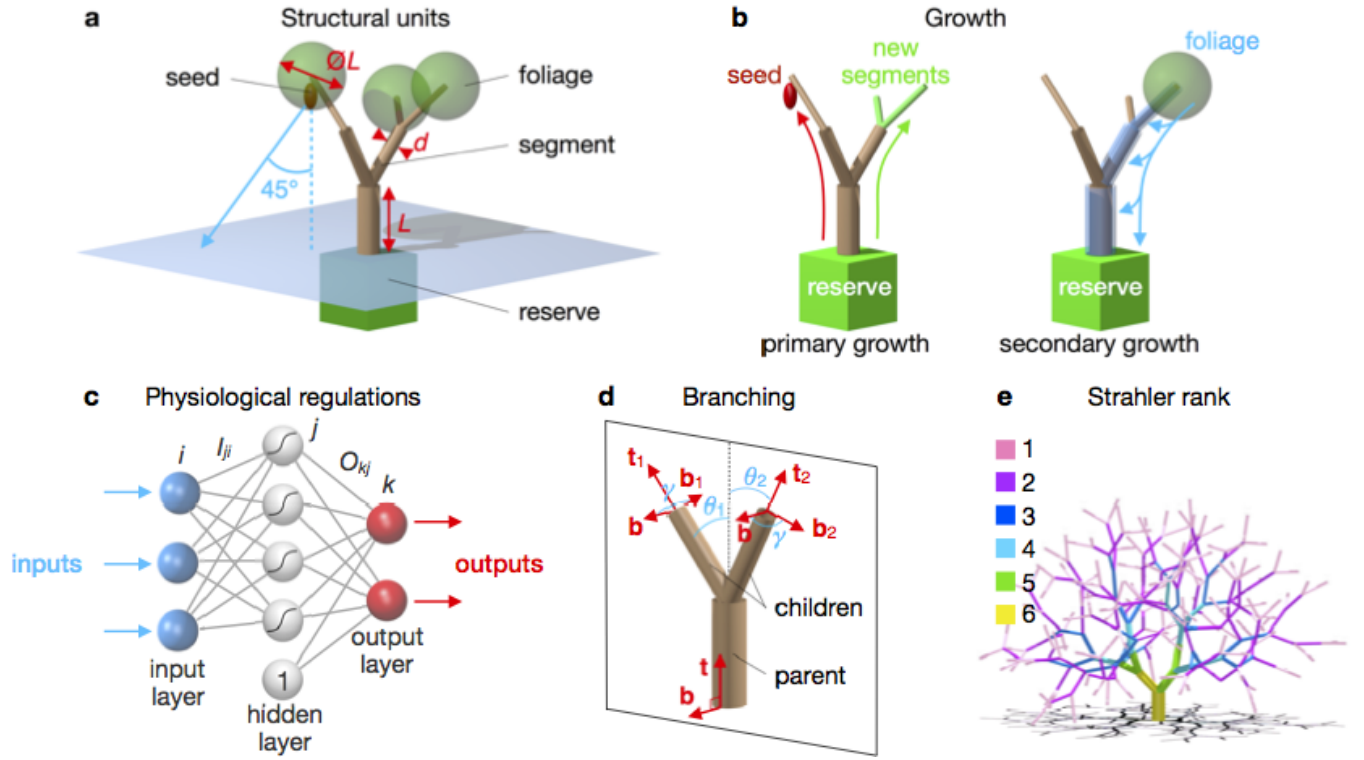 a Structural units
seed
ØL
foliage
d
segment
45°
L
reserve
b Growth
seed
new
segments
foliage
reserve
reserve
primary growth
secondary growth
c Physiological regulations
i
Iji
j
Okj
k
inputs
outputs
input
layer
1
hidden
layer
output
layer
d Branching
t1
b1
γ
b
θ1
θ2
t2
b
b2
γ
children
t
parent
b
e Strahler rank
1
2
3
4
5
6